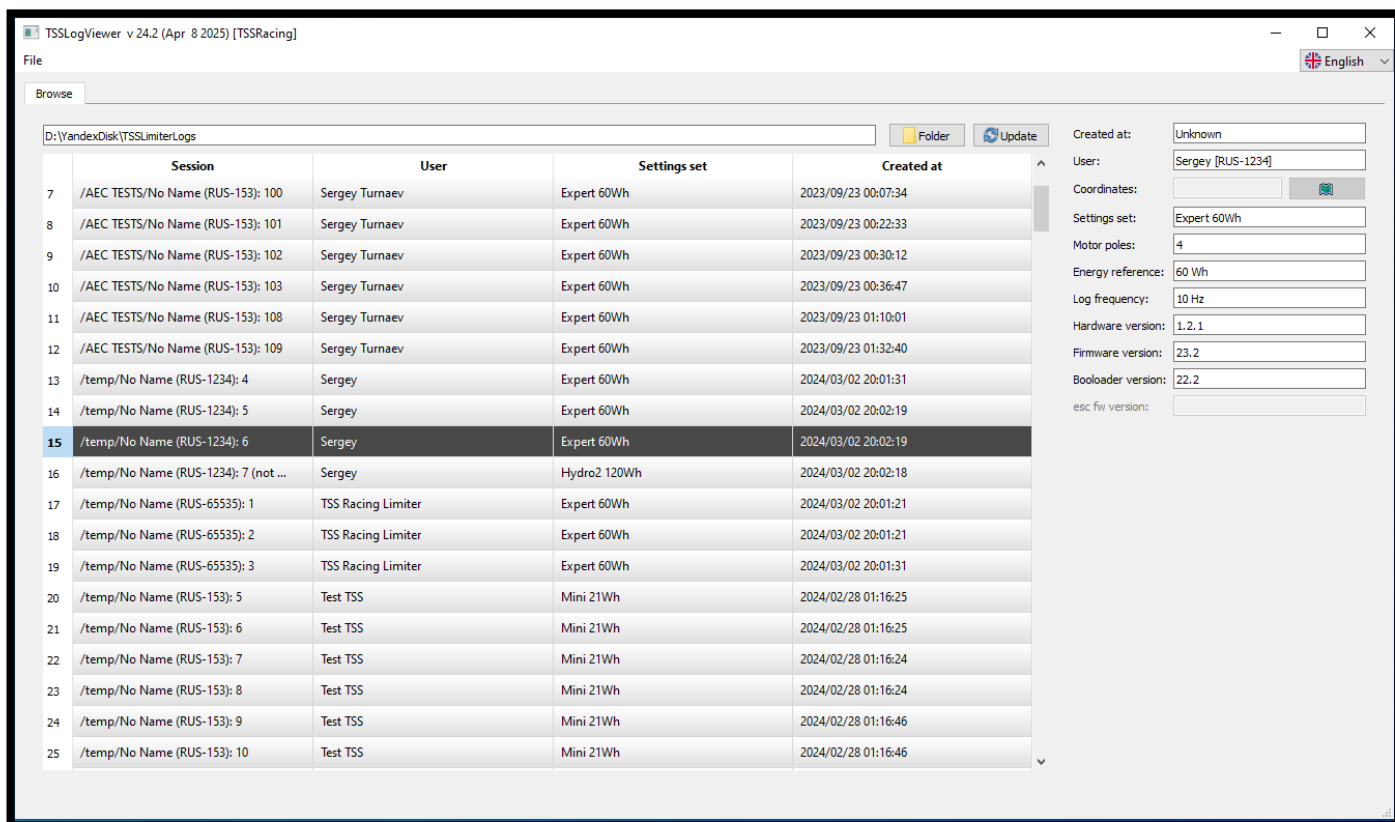 TSSLogViewer v 24.2 (Apr 8 2025) [TSSRacing]
File
English
Browse
D:\YandexDisk\TSSLimiterLogs
Folder
Update
Session User Settings set Created at
7 /AEC TESTS/No Name (RUS-153): 100 Sergey Turnaev Expert 60Wh 2023/09/23 00:07:34
8 /AEC TESTS/No Name (RUS-153): 101 Sergey Turnaev Expert 60Wh 2023/09/23 00:22:33
9 /AEC TESTS/No Name (RUS-153): 102 Sergey Turnaev Expert 60Wh 2023/09/23 00:30:12
10 /AEC TESTS/No Name (RUS-153): 103 Sergey Turnaev Expert 60Wh 2023/09/23 00:36:47
11 /AEC TESTS/No Name (RUS-153): 108 Sergey Turnaev Expert 60Wh 2023/09/23 01:10:01
12 /AEC TESTS/No Name (RUS-153): 109 Sergey Turnaev Expert 60Wh 2023/09/23 01:32:40
13 /temp/No Name (RUS-1234): 4 Sergey Expert 60Wh 2024/03/02 20:01:31
14 /temp/No Name (RUS-1234): 5 Sergey Expert 60Wh 2024/03/02 20:02:19
15 /temp/No Name (RUS-1234): 6 Sergey Expert 60Wh 2024/03/02 20:02:19
16 /temp/No Name (RUS-1234): 7 (not ... Sergey Hydro2 120Wh 2024/03/02 20:02:18
17 /temp/No Name (RUS-65535): 1 TSS Racing Limiter Expert 60Wh 2024/03/02 20:01:21
18 /temp/No Name (RUS-65535): 2 TSS Racing Limiter Expert 60Wh 2024/03/02 20:01:21
19 /temp/No Name (RUS-65535): 3 TSS Racing Limiter Expert 60Wh 2024/03/02 20:01:31
20 /temp/No Name (RUS-153): 5 Test TSS Mini 21Wh 2024/02/28 01:16:25
21 /temp/No Name (RUS-153): 6 Test TSS Mini 21Wh 2024/02/28 01:16:25
22 /temp/No Name (RUS-153): 7 Test TSS Mini 21Wh 2024/02/28 01:16:24
23 /temp/No Name (RUS-153): 8 Test TSS Mini 21Wh 2024/02/28 01:16:24
24 /temp/No Name (RUS-153): 9 Test TSS Mini 21Wh 2024/02/28 01:16:46
25 /temp/No Name (RUS-153): 10 Test TSS Mini 21Wh 2024/02/28 01:16:46
Created at: Unknown
User: Sergey [RUS-1234]
Coordinates:
Settings set: Expert 60Wh
Motor poles: 4
Energy reference: 60 Wh
Log frequency: 10 Hz
Hardware version: 1.2.1
Firmware version: 23.2
Booloader version: 22.2
esc fw version: